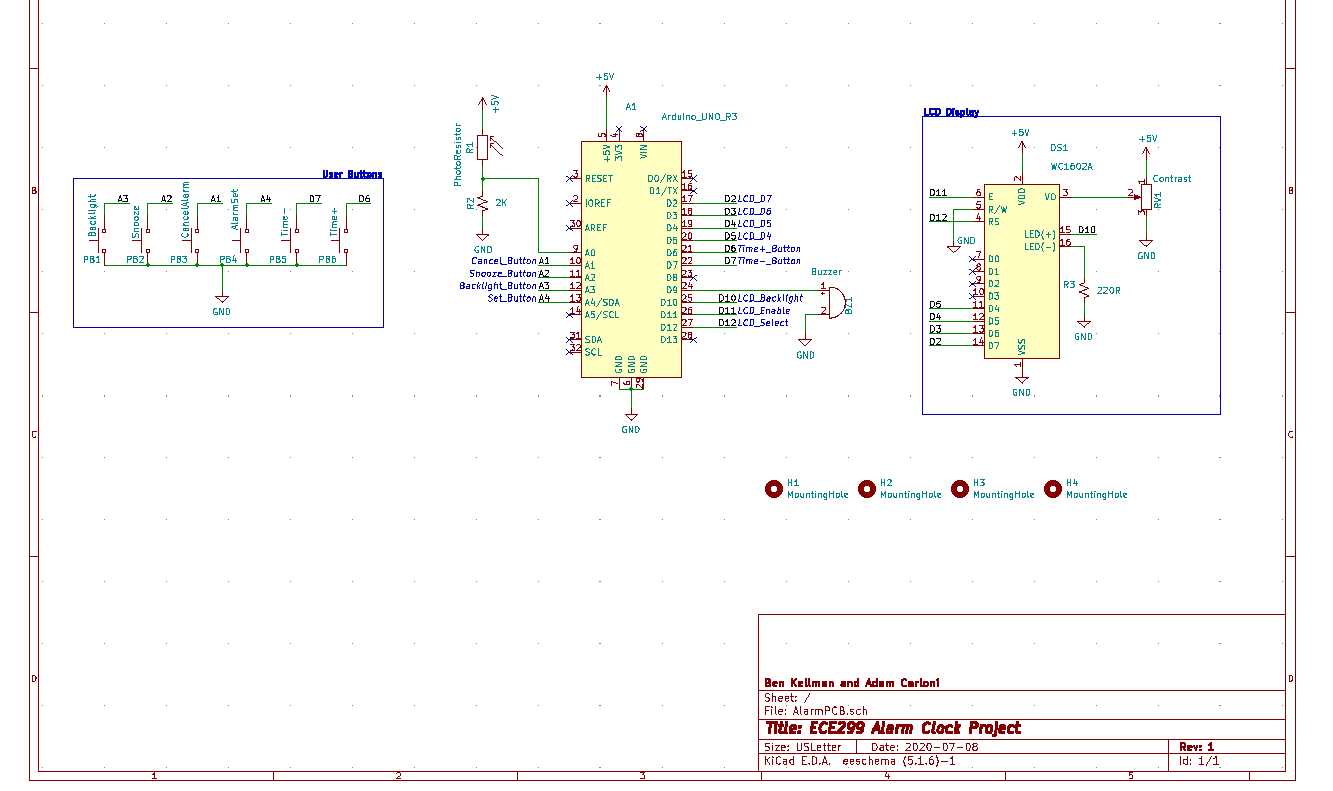 +5V
A1
Arduino_UNO_R3
+5V
PhotoResistor
R1
R2
2K
GND
5
4
8
+5V
3V3
VIN
3
RESET
2
IOREF
30
AREF
9
A0
Cancel_Button A1 10 A1
Snooze_Button A2 11 A2
Backlight_Button A3 12 A3
Set_Button A4 13 A4/SDA
14 A5/SCL
31 SDA
32 SCL
D0/RX 15
D1/TX 16
D2 17 D2 LCD_D7
D3 18 D3 LCD_D6
D4 19 D4 LCD_D5
D5 20 D5 LCD_D4
D6 21 D6 Time+_Button
D7 22 D7 Time-_Button
D8 23
D9 24
D10 25 D10 LCD_Backlight
D11 26 D11 LCD_Enable
D12 27 D12 LCD_Select
D13 28
GND GND GND
7 6 29
GND
Buzzer
1
+
2
BZ1
GND
User Buttons
Backlight A3
Snooze A2
CancelAlarm A1
AlarmSet A4
Time- D7
Time+ D6
PB1 PB2 PB3 PB4 PB5 PB6
GND
LCD Display
+5V
DS1
WC1602A
2
VDD
D11 6 E
5 R/W
D12 4 RS
GND
7 D0
8 D1
9 D2
10 D3
D5 11 D4
D4 12 D5
D3 13 D6
D2 14 D7
VSS
1
GND
VO 3
LED(+) 15 D10
LED(-) 16
R3 220R
GND
+5V
Contrast
1
2
3
RV1
GND
H1
MountingHole
H2
MountingHole
H3
MountingHole
H4
MountingHole
B
B
C
C
D
D
Ben Kellman and Adam Carlon1
Sheet: /
File: AlarmPCB.sch
Title: ECE299 Alarm Clock Project
Size: USLetter Date: 2020-07-08 Rev: 1
KiCad E.D.A. eeschema (5.1.6)-1 Id: 1/1
1 2 3 4 5